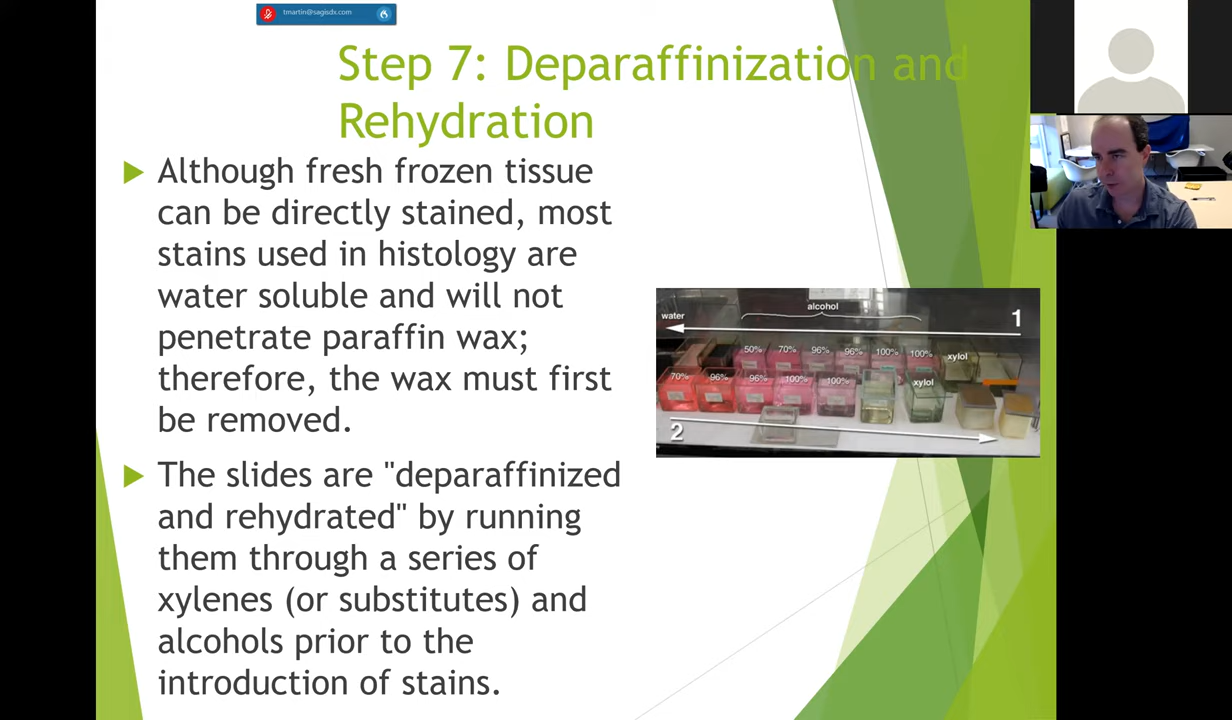 tmartin@sagisdx.com
Step 7: Deparaffinization and
Rehydration
Although fresh frozen tissue
can be directly stained, most
stains used in histology are
water soluble and will not
penetrate paraffin wax;
therefore, the wax must first
be removed.
The slides are "deparaffinized
and rehydrated" by running
them through a series of
xylenes (or substitutes) and
alcohols prior to the
introduction of stains.
alcohol
water
1
50% 70% 96% 96% 100% 100% xylol
70% 96% 96% 100% 100% xylol
2